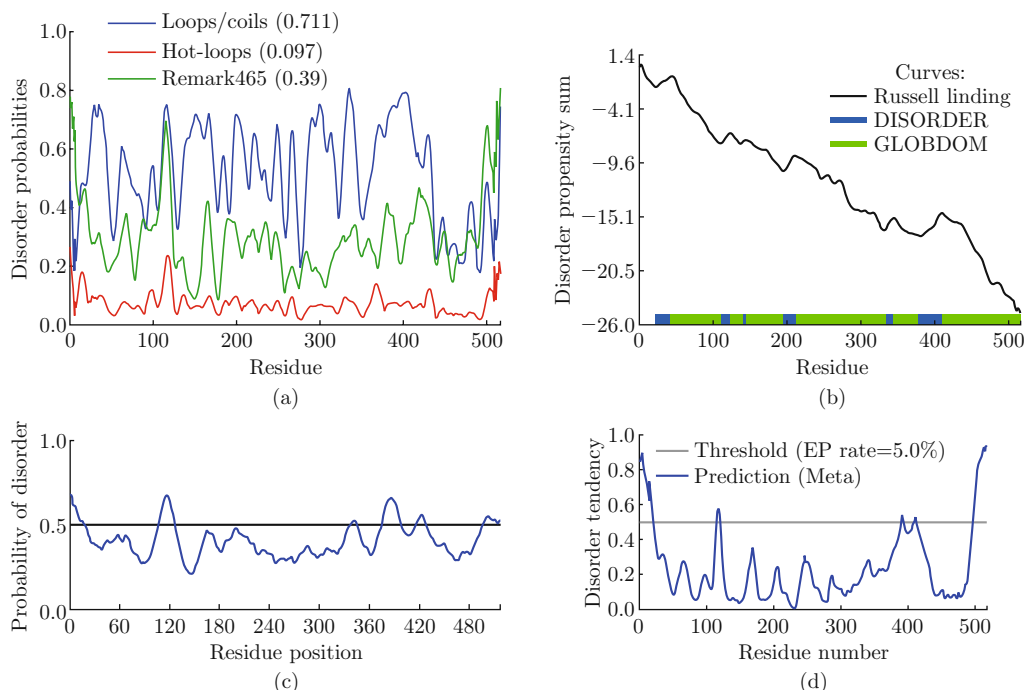 Loops/coils (0.711)
Hot-loops (0.097)
Remark465 (0.39)
1.0
0.8
0.6
0.4
0.2
0.0
Disorder probabilities
0 100 200 300 400 500
Residue
(a)
1.4
−4.1
−9.6
−15.1
−20.5
−26.0
Disorder propensity sum
Curves:
Russell linding
DISORDER
GLOBDOM
100 200 300 400 500
Residue
(b)
1.0
0.5
0.0
Probability of disorder
0 60 120 180 240 300 360 420 480
Residue position
(c)
1.0
0.8
0.6
0.4
0.2
0.0
Disorder tendency
Threshold (EP rate=5.0%)
Prediction (Meta)
0 100 200 300 400 500
Residue number
(d)